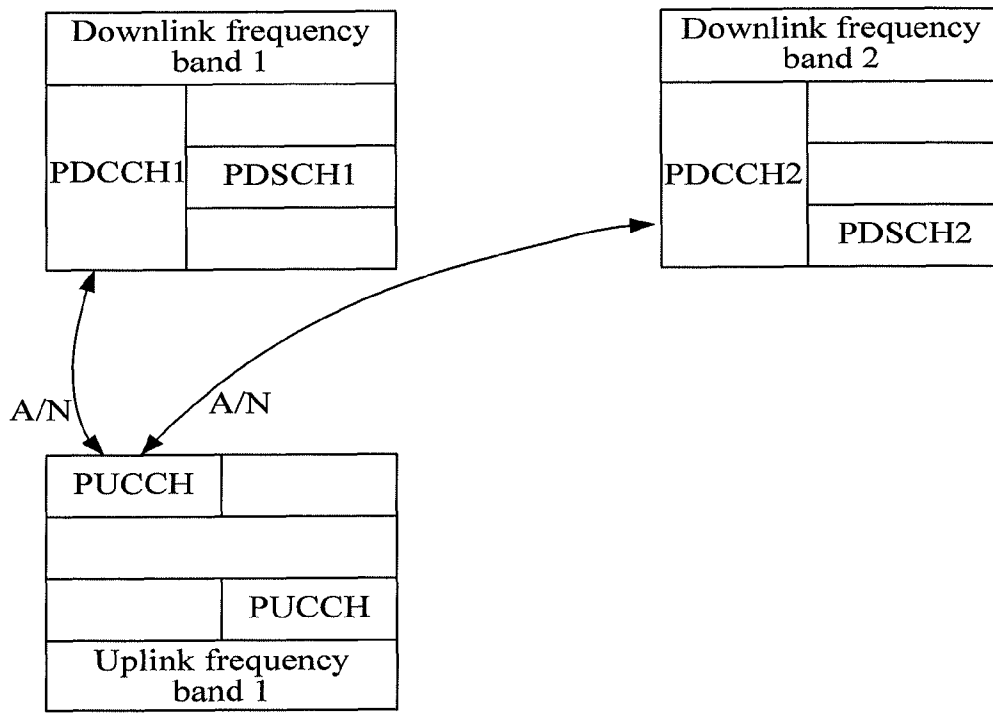 Downlink frequency
band 1
PDCCH1
PDSCH1
Downlink frequency
band 2
PDCCH2
PDSCH2
A/N
A/N
PUCCH
PUCCH
Uplink frequency
band 1